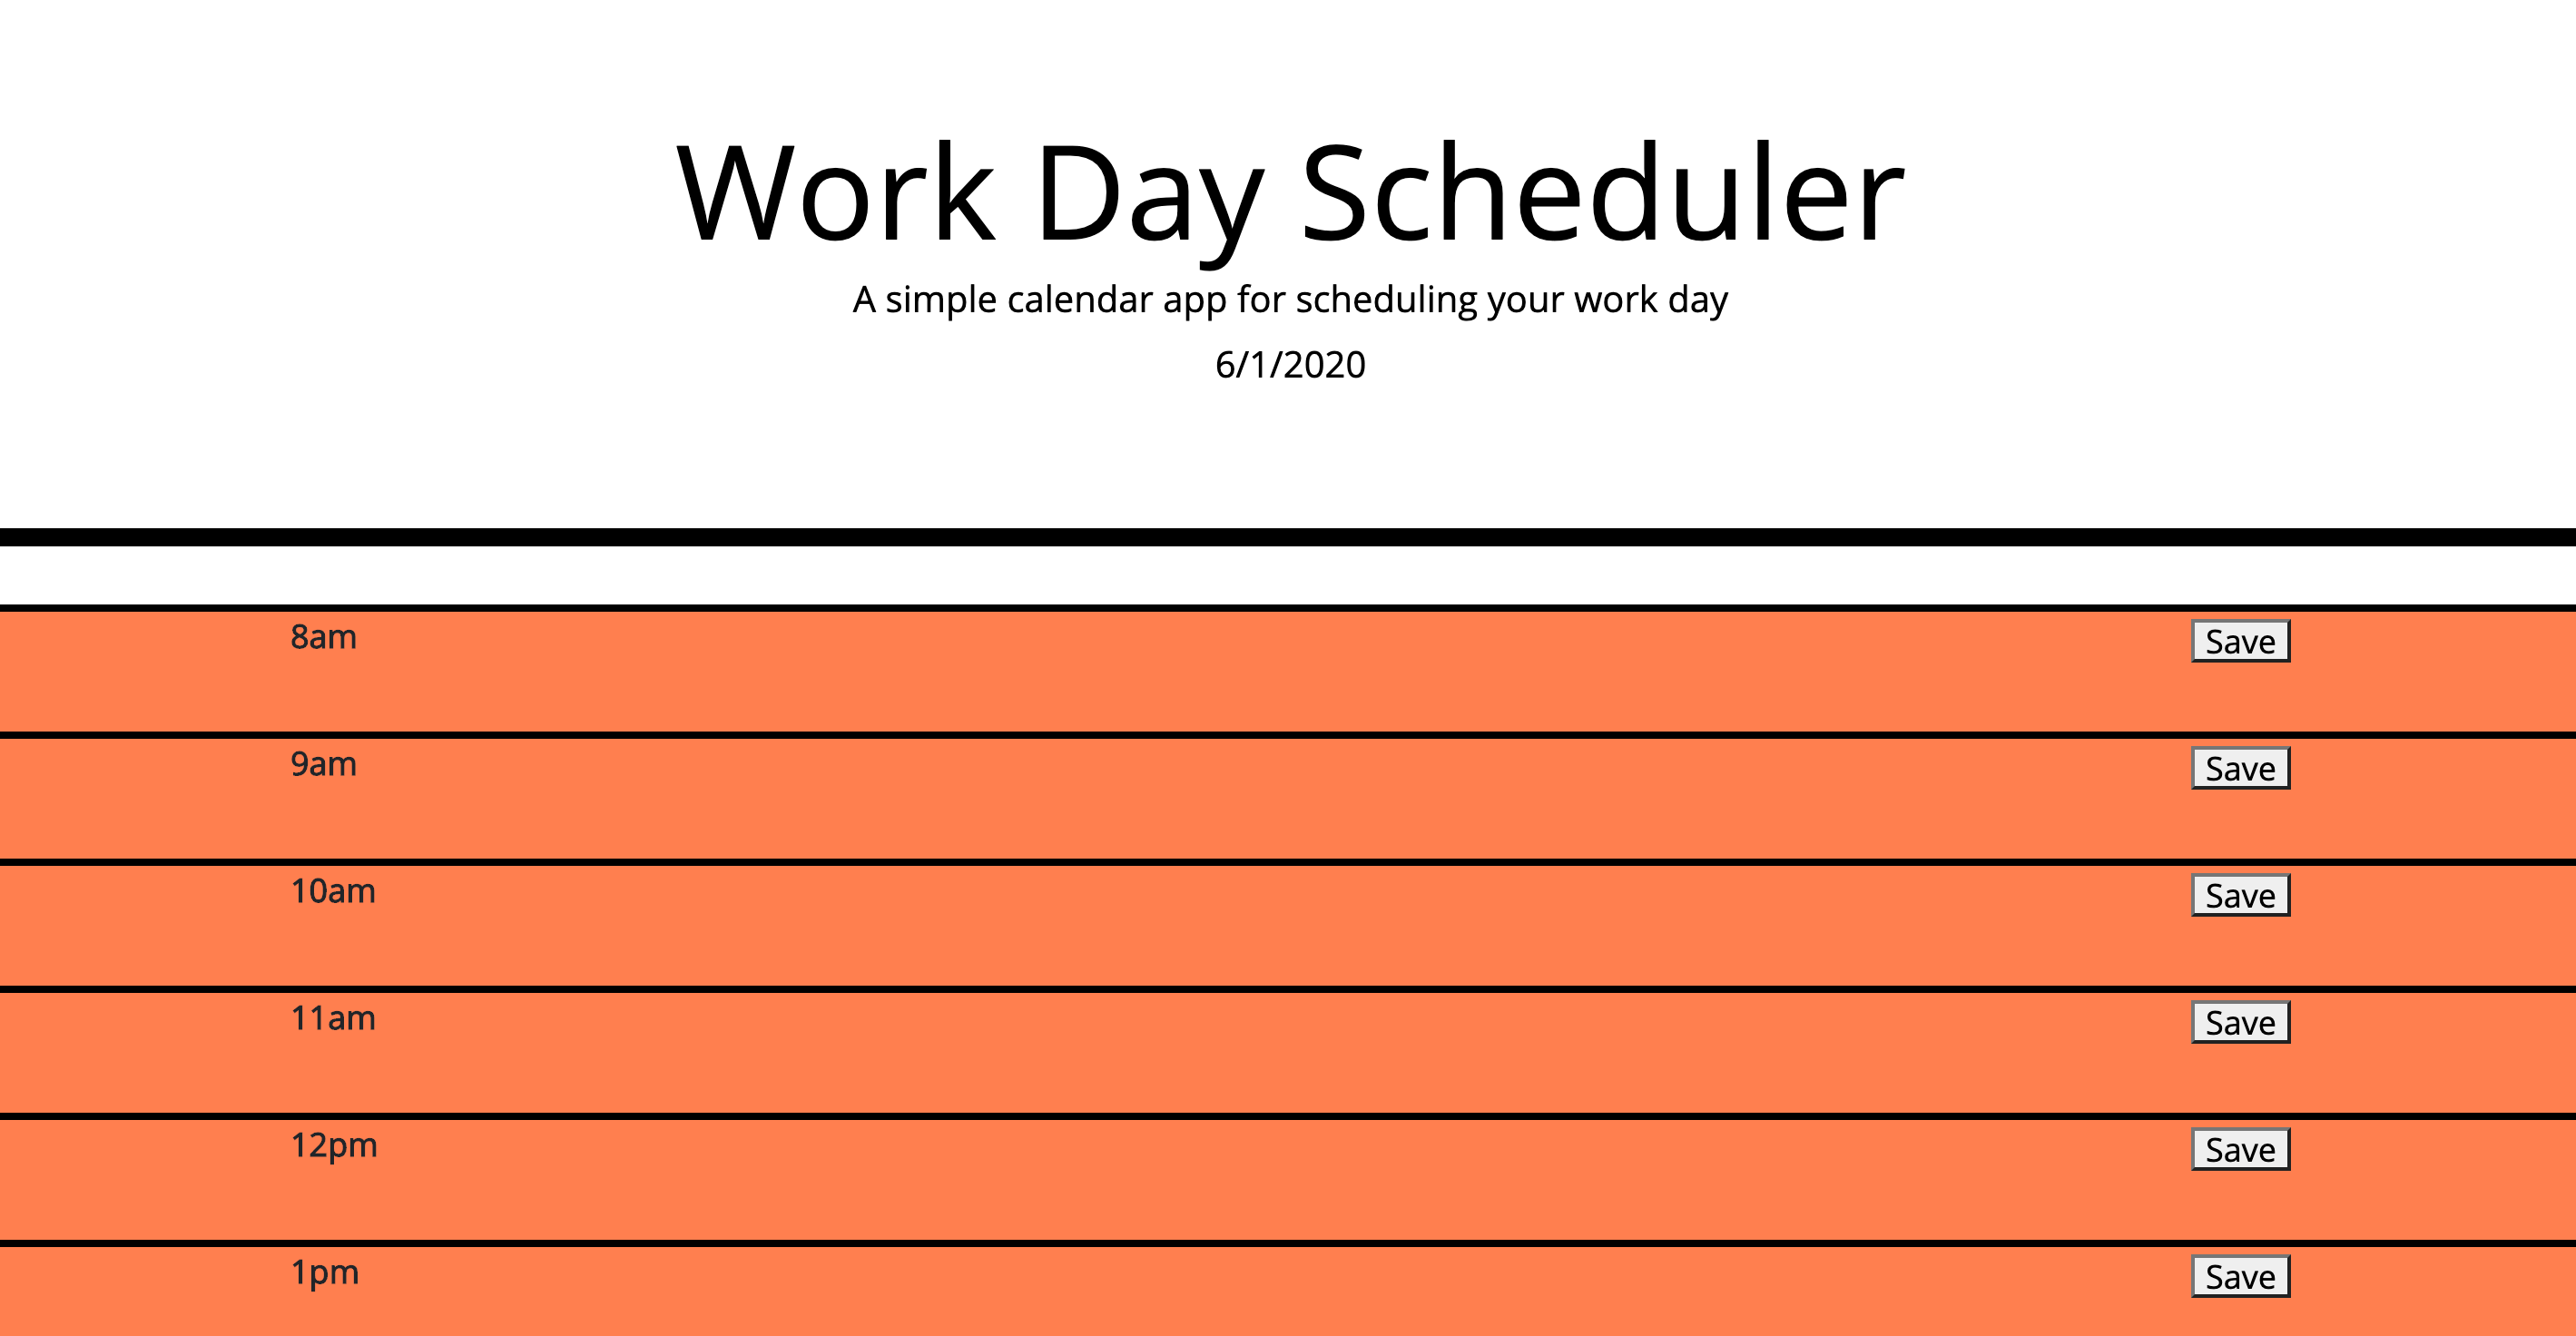 Work Day Scheduler
A simple calendar app for scheduling your work day
6/1/2020
8am Save
9am Save
10am Save
11am Save
12pm Save
1pm Save